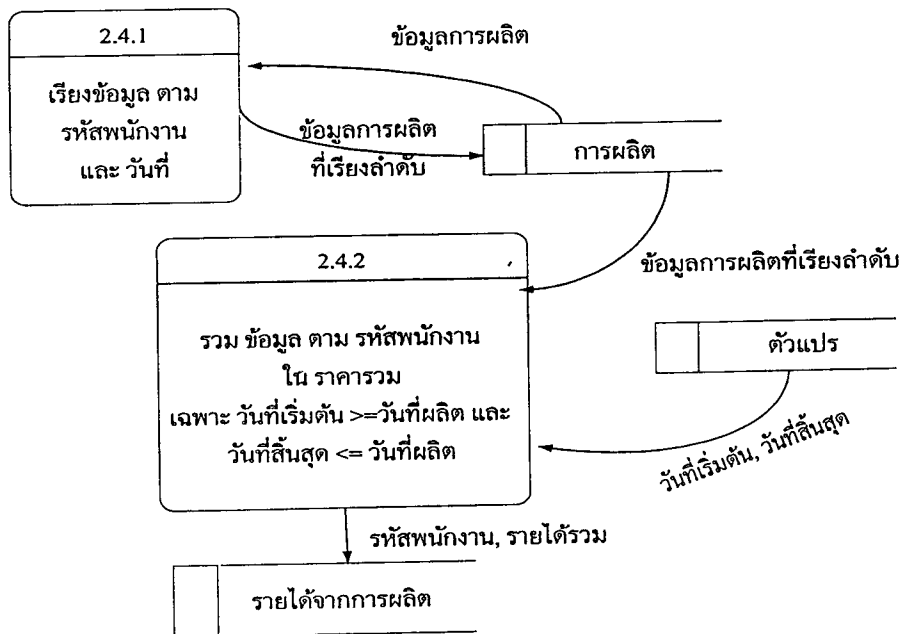 2.4.1
เรียงข้อมูล ตาม
รหัสพนักงาน
และ วันที่
ข้อมูลการผลิต
ข้อมูลการผลิต
ที่เรียงลำดับ
การผลิต
2.4.2
รวม ข้อมูล ตาม รหัสพนักงาน
ใน ราคารวม
เฉพาะ วันที่เริ่มต้น >=วันที่ผลิต และ
วันที่สิ้นสุด <= วันที่ผลิต
ข้อมูลการผลิตที่เรียงลำดับ
ตัวแปร
วันที่เริ่มต้น, วันที่สิ้นสุด
รหัสพนักงาน, รายได้รวม
รายได้จากการผลิต